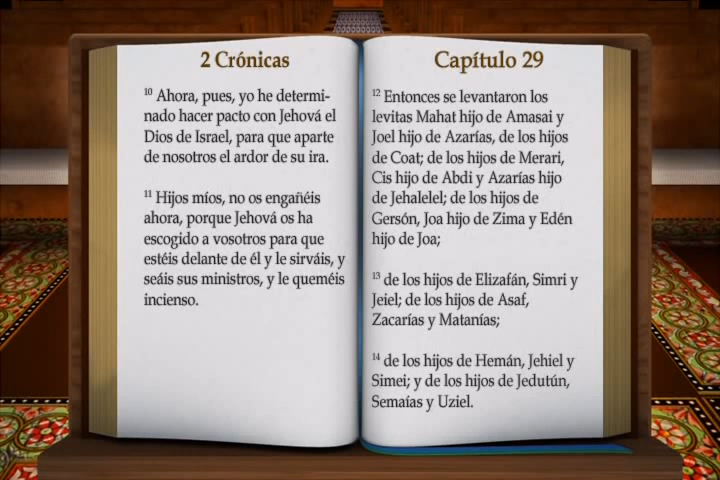 2 Crónicas
10 Ahora, pues, yo he determi-
nado hacer pacto con Jehová el
Dios de Israel, para que aparte
de nosotros el ardor de su ira.
11 Hijos míos, no os engañéis
ahora, porque Jehová os ha
escogido a vosotros para que
estéis delante de él y le sirváis, y
seáis sus ministros, y le queméis
incienso.
Capítulo 29
12 Entonces se levantaron los
levitas Mahat hijo de Amasai y
Joel hijo de Azarías, de los hijos
de Coat; de los hijos de Merari,
Cis hijo de Abdi y Azarías hijo
de Jehalelel; de los hijos de
Gersón, Joa hijo de Zima y Edén
hijo de Joa;
13 de los hijos de Elizafán, Simri y
Jeiel; de los hijos de Asaf,
Zacarías y Matanías;
14 de los hijos de Hemán, Jehiel y
Simei; y de los hijos de Jedutún,
Semaías y Uziel.